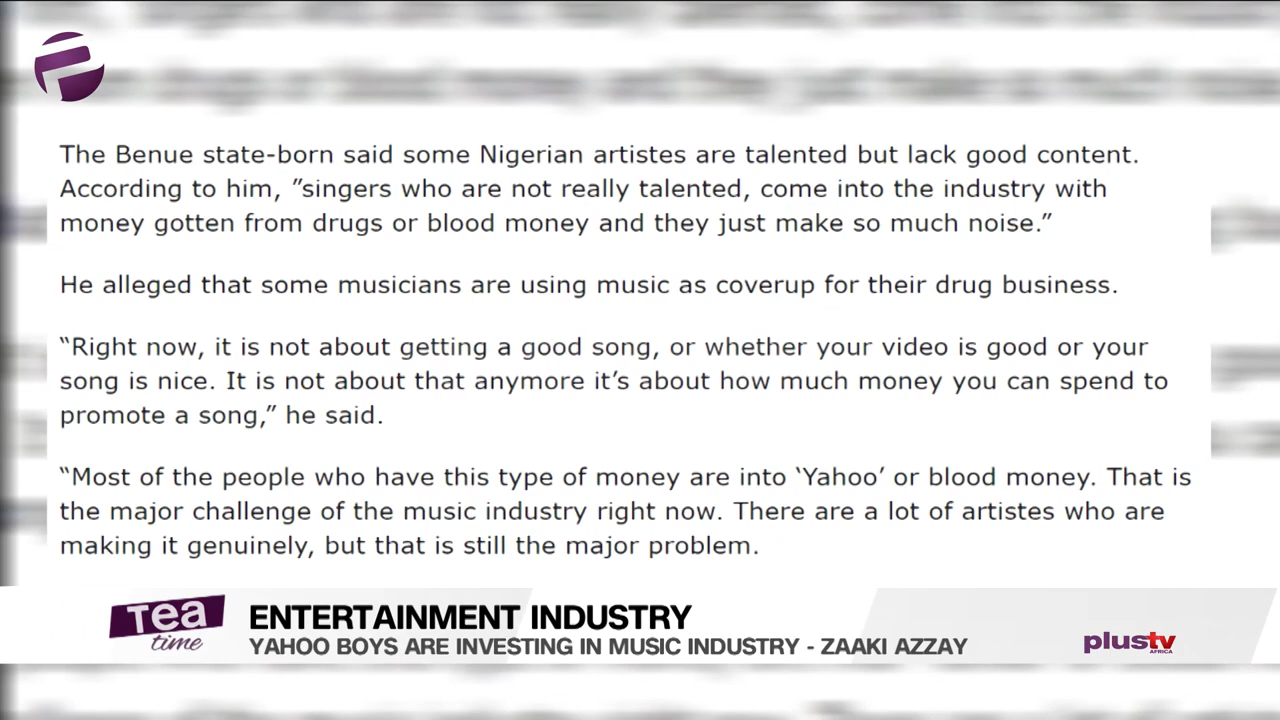 The Benue state-born said some Nigerian artistes are talented but lack good content.
According to him, ”singers who are not really talented, come into the industry with
money gotten from drugs or blood money and they just make so much noise.”
He alleged that some musicians are using music as coverup for their drug business.
“Right now, it is not about getting a good song, or whether your video is good or your
song is nice. It is not about that anymore it’s about how much money you can spend to
promote a song,” he said.
“Most of the people who have this type of money are into ‘Yahoo’ or blood money. That is
the major challenge of the music industry right now. There are a lot of artistes who are
making it genuinely, but that is still the major problem.
Tea
time
ENTERTAINMENT INDUSTRY
YAHOO BOYS ARE INVESTING IN MUSIC INDUSTRY - ZAAKI AZZAY
plustv
AFRICA